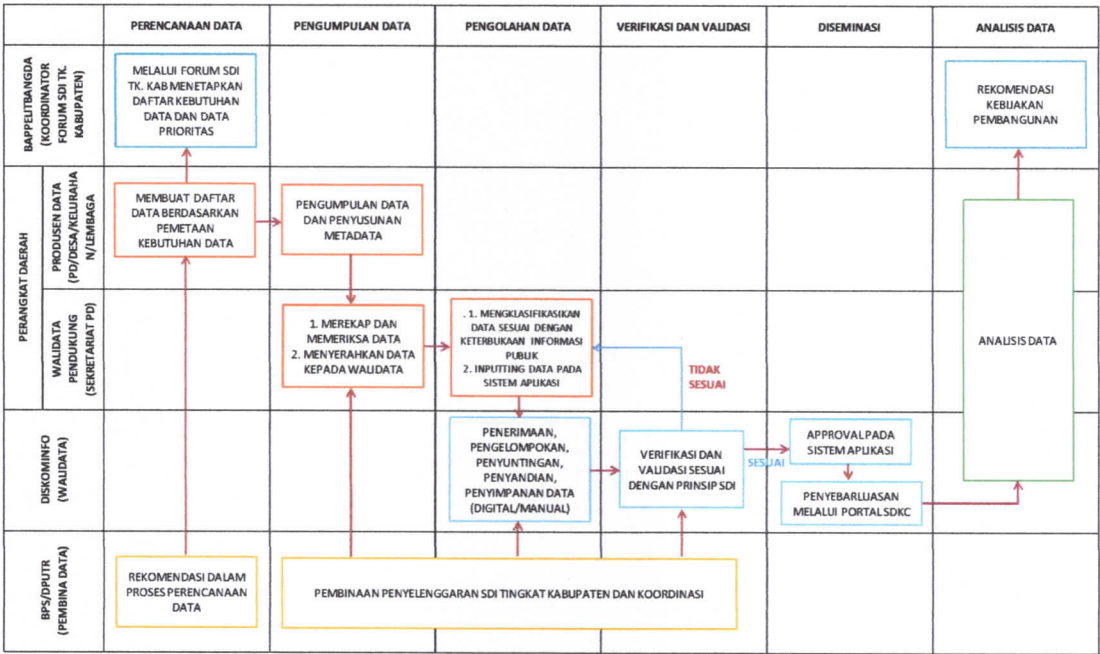 PERENCANAAN DATA
PENGUMPULAN DATA
PENGOLAHAN DATA
VERIFIKASI DAN VALIDASI
DISEMINASI
ANALISIS DATA
BAPPELITBANGDA
(KOORDINATOR
FORUM SDI TK.
KABUPATEN)
MELALUI FORUM SDI
TK. KAB MENETAPKAN
DAFTAR KEBUTUHAN
DATA DAN DATA
PRIORITAS
REKOMENDASI
KEBIJAKAN
PEMBANGUNAN
PERANGKAT DAERAH
PRODUSEN DATA
(PD/DESA/KELURAHA
N/LEMBAGA
MEMBUAT DAFTAR
DATA BERDASARKAN
PEMETAAN
KEBUTUHAN DATA
PENGUMPULAN DATA
DAN PENYUSUNAN
METADATA
WALIDATA
PENDUKUNG
(SEKRETARIAT PD)
1. MEREKAP DAN
MEMERIKSA DATA
2. MENYERAHKAN DATA
KEPADA WALIDATA
. 1. MENGKLASIFIKASIKAN
DATA SESUAI DENGAN
KETERBUKAAN INFORMASI
PUBLIK
2. INPUTTING DATA PADA
SISTEM APLIKASI
TIDAK
SESUAI
ANALISIS DATA
DISKOMINFO
(WALIDATA)
PENERIMAAN,
PENGELOMPOKAN,
PENYUNTINGAN,
PENYANDIAN,
PENYIMPANAN DATA
(DIGITAL/MANUAL)
VERIFIKASI DAN
VALIDASI SESUAI
DENGAN PRINSIP SDI
SESUAI
APPROVAL PADA
SISTEM APLIKASI
PENYEBARLUASAN
MELALUI PORTAL SDKC
BPS/DPUTR
(PEMBINA DATA)
REKOMENDASI DALAM
PROSES PERENCANAAN
DATA
PEMBINAAN PENYELENGGARAN SDI TINGKAT KABUPATEN DAN KOORDINASI